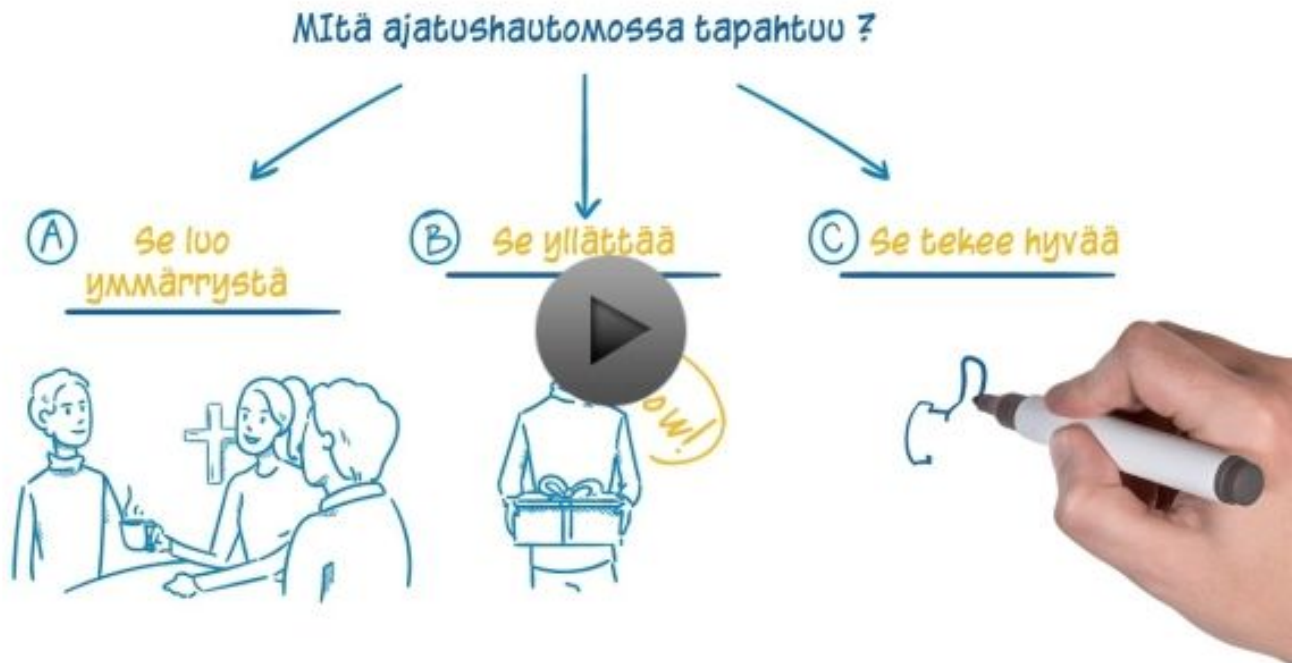 MItä ajatushautomossa tapahtuu ?
A
Se luo
ymmärrystä
B
Se yllättää
C
Se tekee hyvää